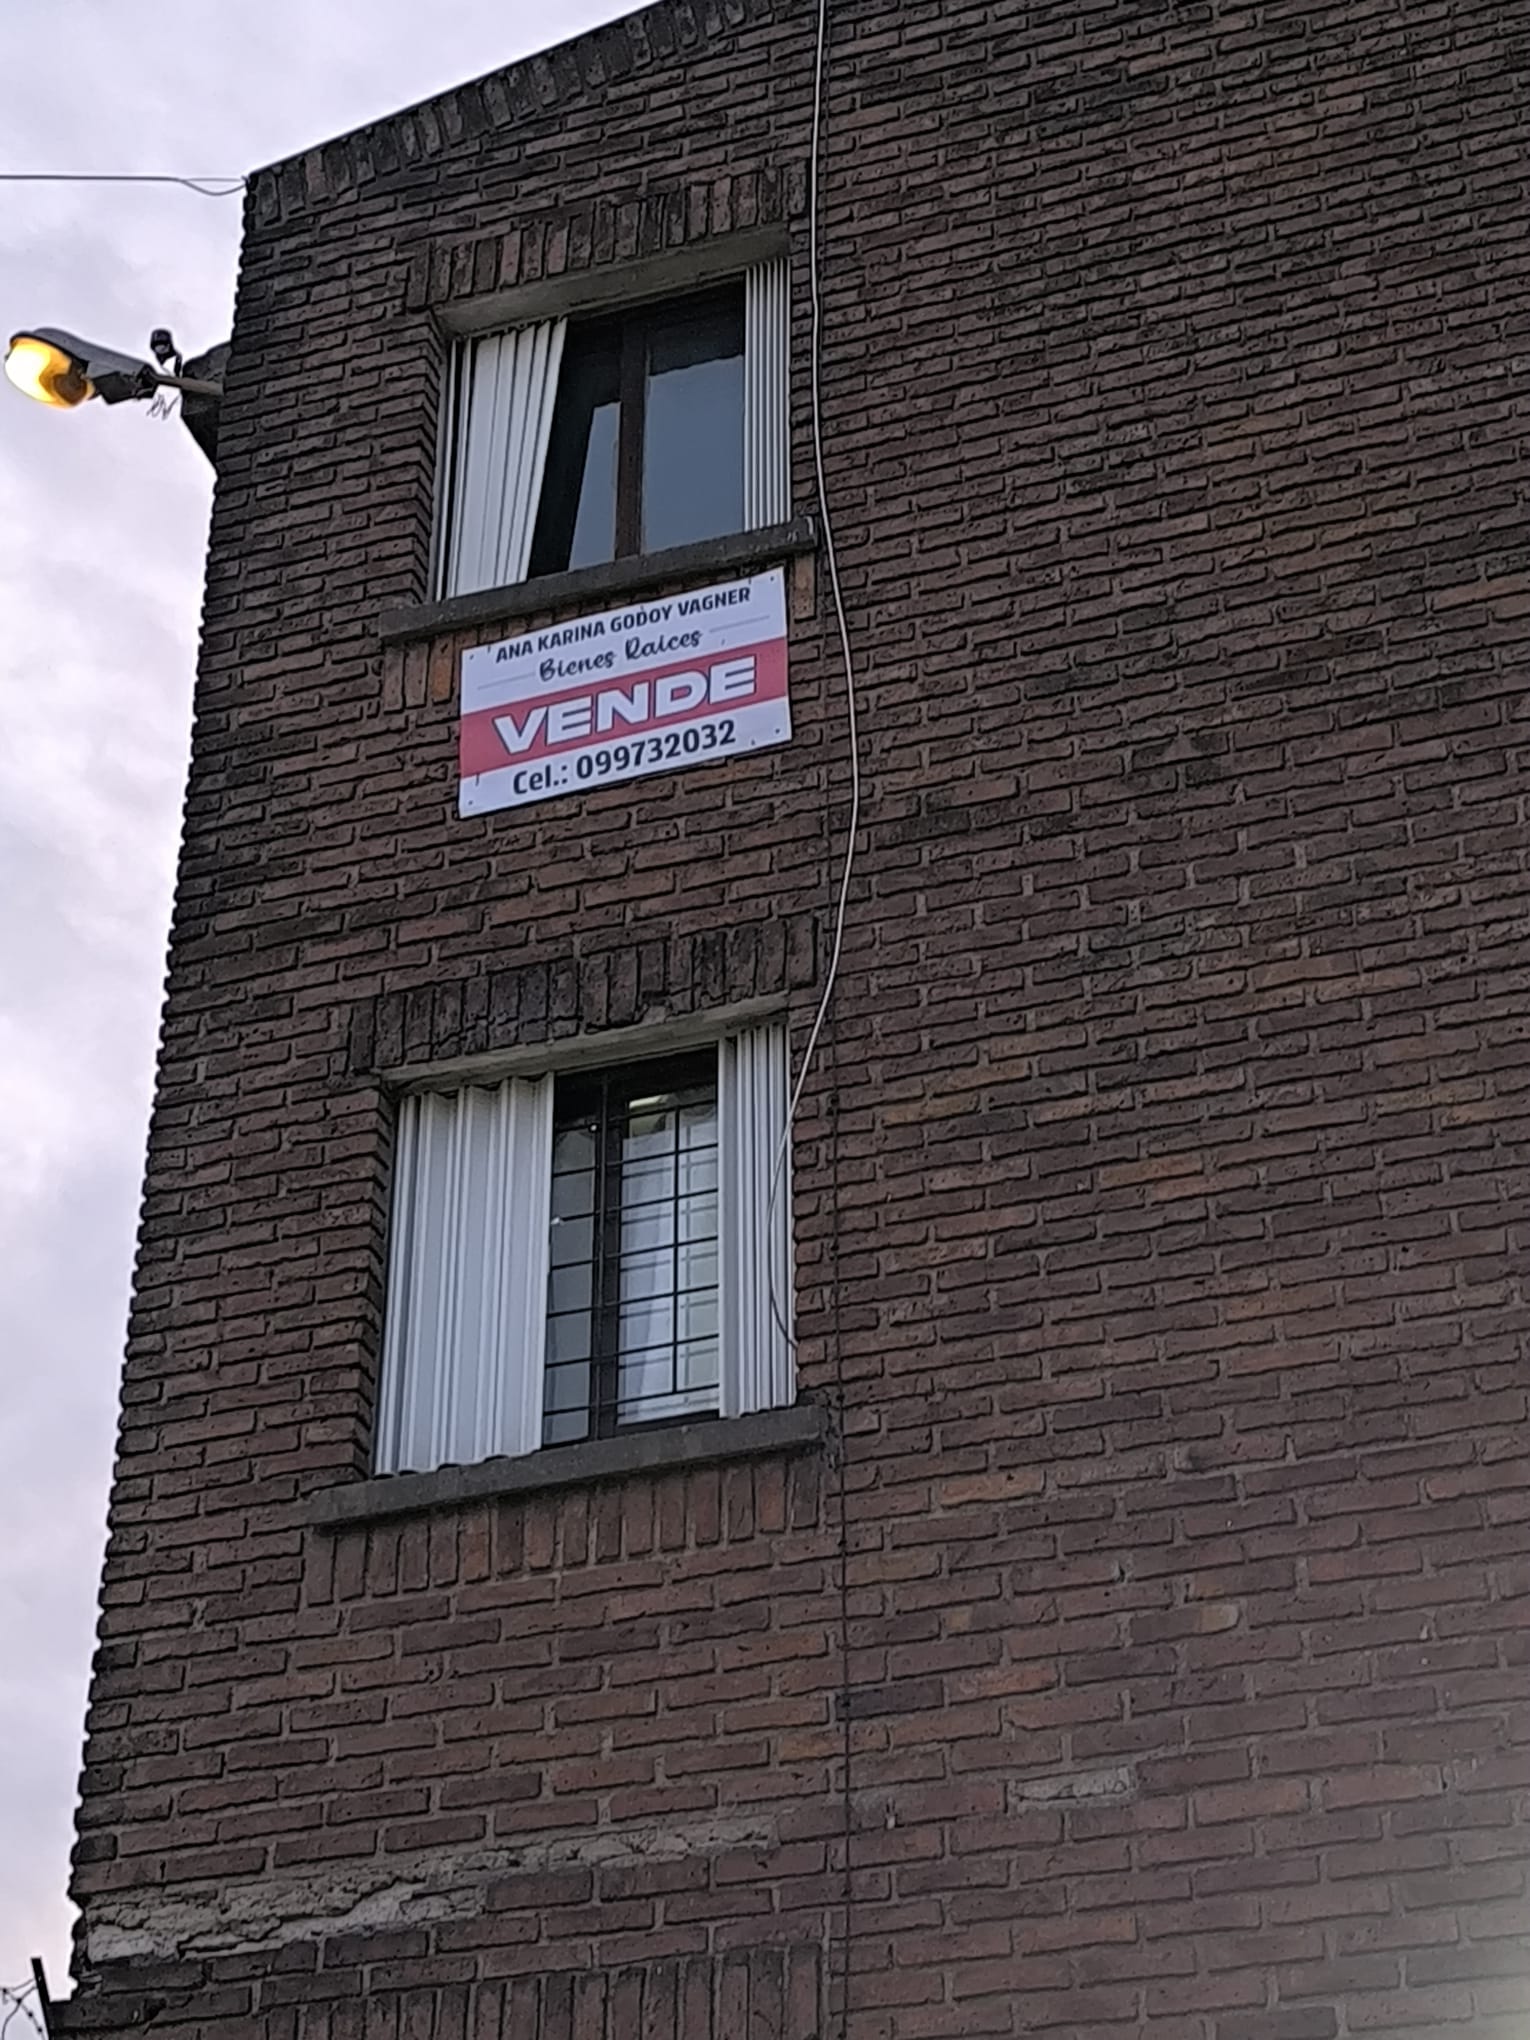 ANA KARINA GODOY VAGNER
Bienes Raices
VENDE
Cel.: 099732032